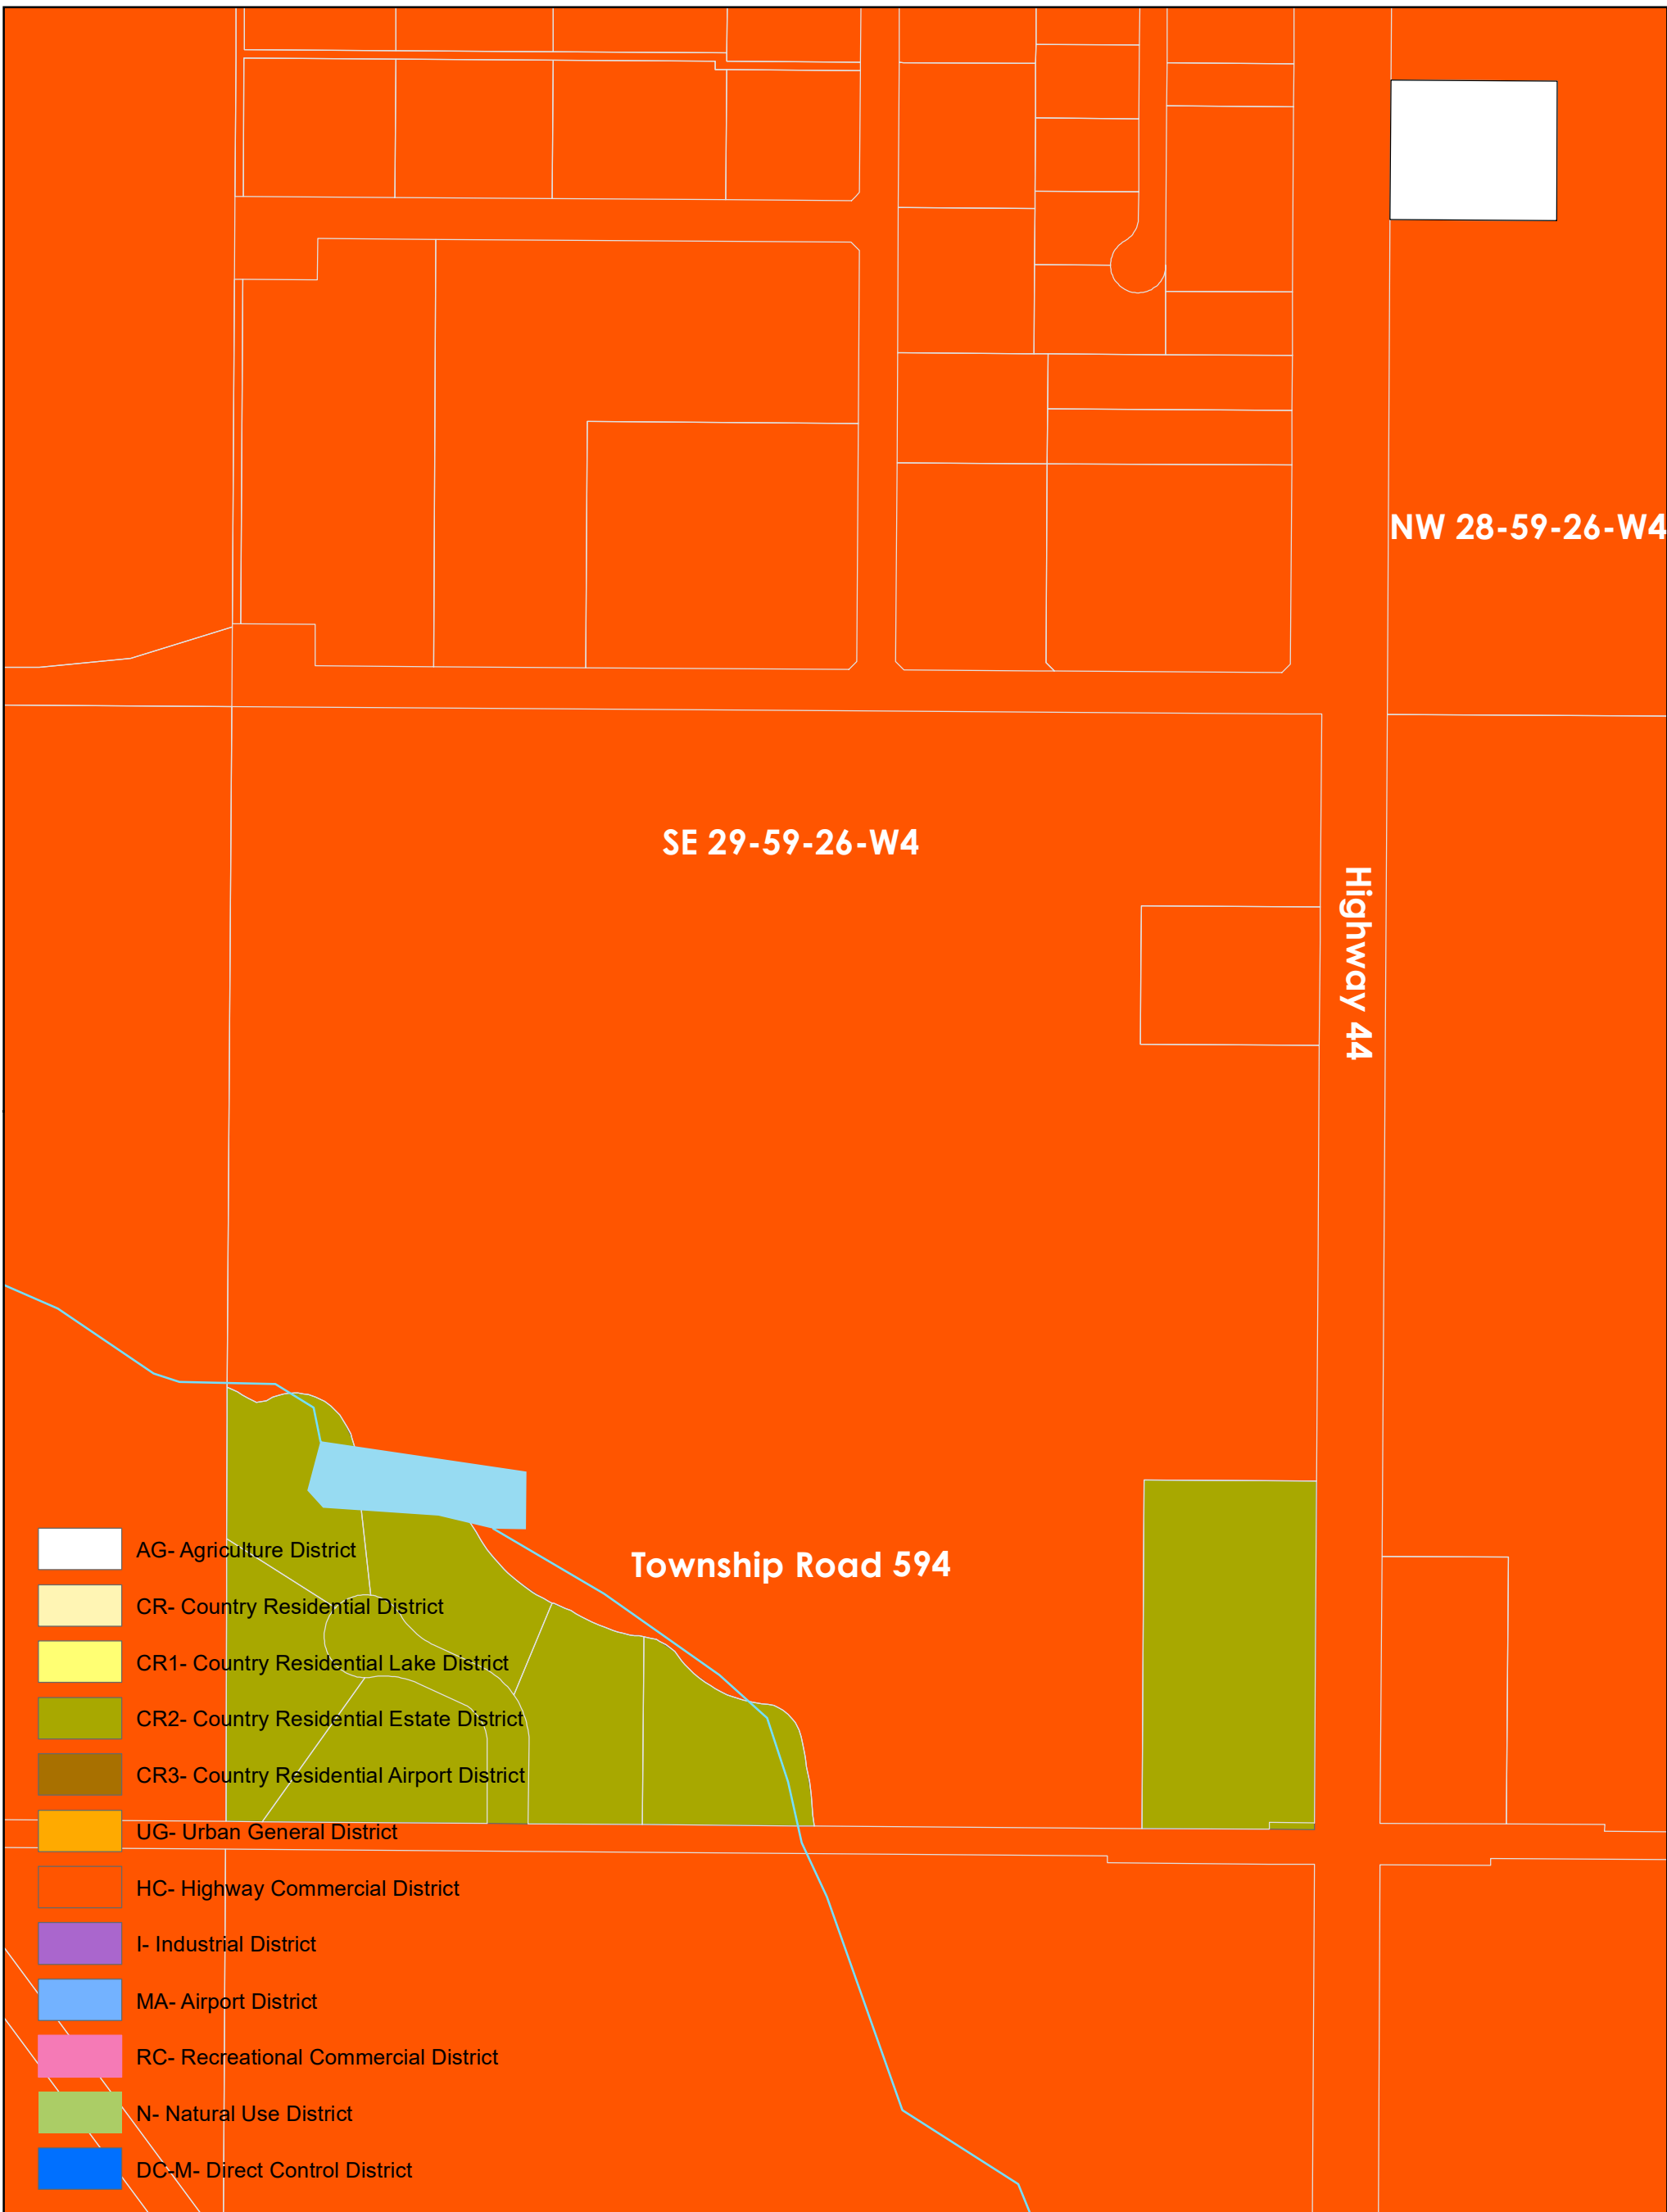 NW 28-59-26-W4
SE 29-59-26-W4
Highway 44
Township Road 594
AG- Agriculture District
CR- Country Residential District
CR1- Country Residential Lake District
CR2- Country Residential Estate District
CR3- Country Residential Airport District
UG- Urban General District
HC- Highway Commercial District
I- Industrial District
MA- Airport District
RC- Recreational Commercial District
N- Natural Use District
DC-M- Direct Control District